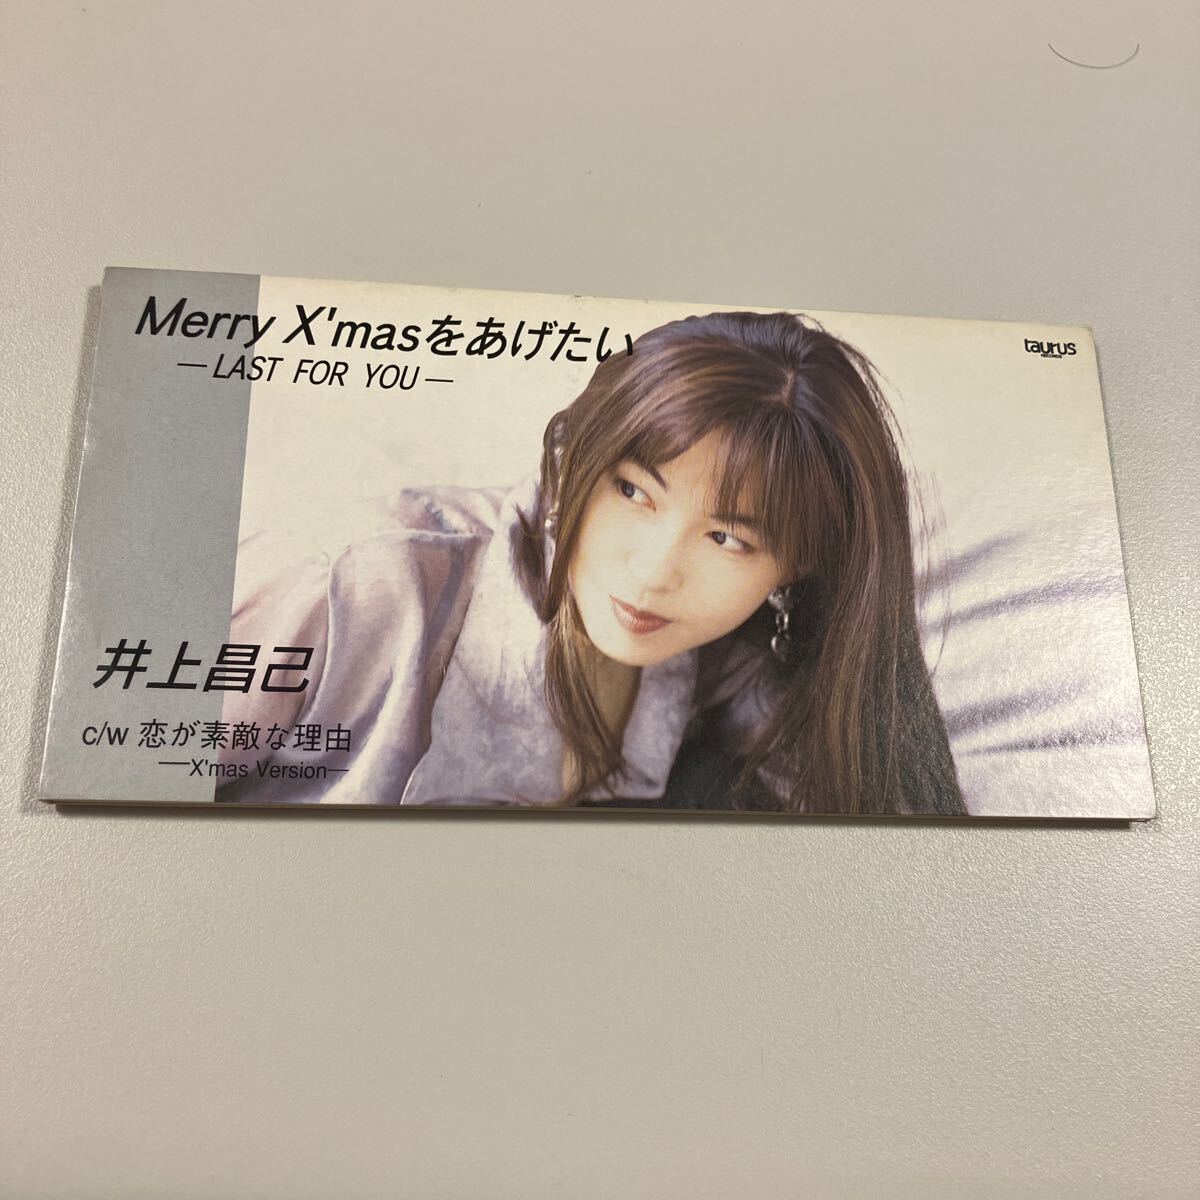 Merry X'masをあげたい
—LAST FOR YOU—
taurus
RECORDS
井上昌己
c/w 恋が素敵な理由
—X'mas Version—